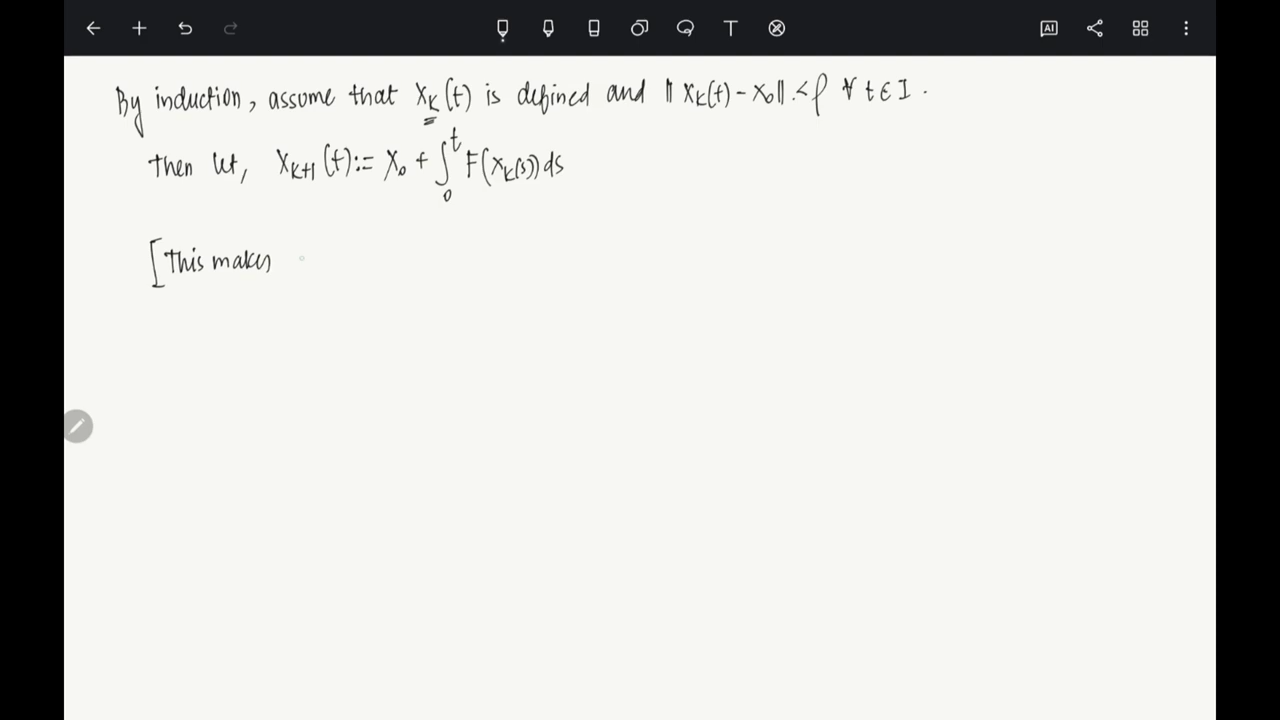 By induction, assume that X_k(t) is defined and ‖X_k(t) - X_0‖ < ρ ∀ t ∈ I.
Then let, X_{k+1}(t) := X_0 + ∫_0^t F(X_k(s)) ds
[This makes